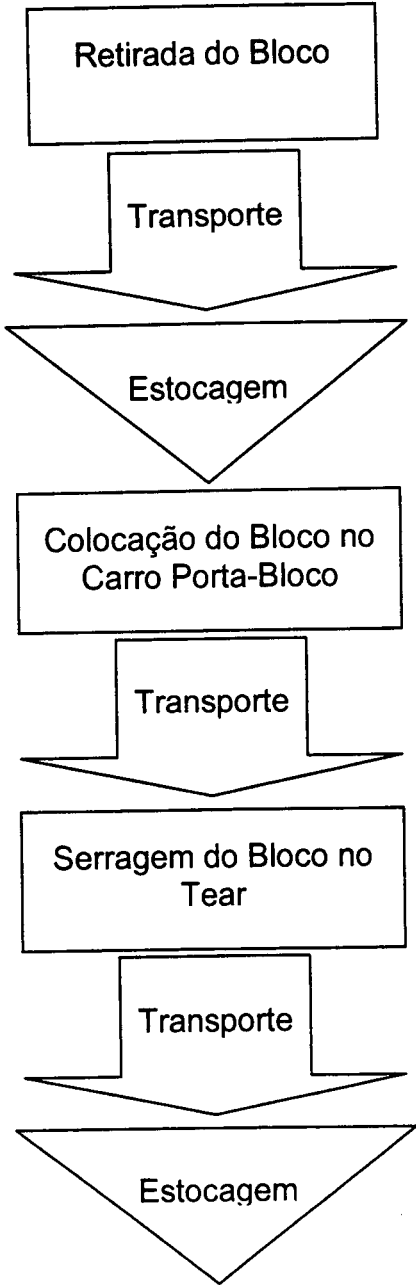 Retirada do Bloco
Transporte
Estocagem
Colocação do Bloco no
Carro Porta-Bloco
Transporte
Serragem do Bloco no
Tear
Transporte
Estocagem